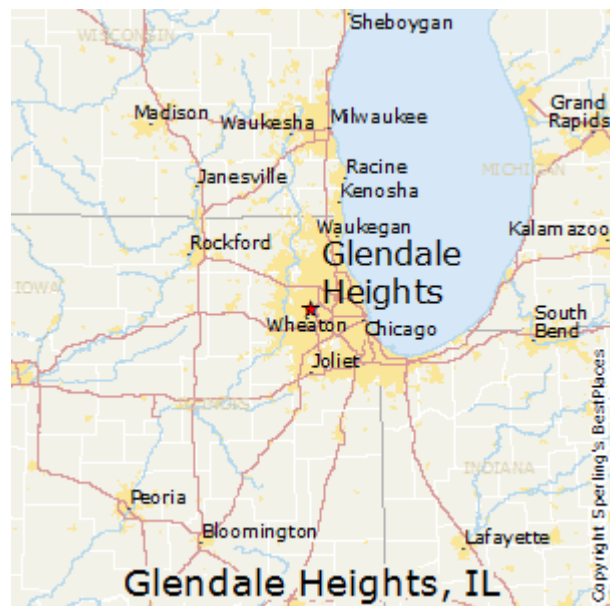 Sheboygan
WISCONSIN
Madison
Grand
Rapids
Waukesha
Milwaukee
MICHIGAN
Janesville
Racine
Kenosha
Waukegan
Kalamazoo
Rockford
Glendale
Heights
IOWA
South
Bend
Wheaton
Chicago
Joliet
ILLINOIS
INDIANA
Peoria
Bloomington
Lafayette
Glendale Heights, IL
Copyright Sperling's BestPlaces